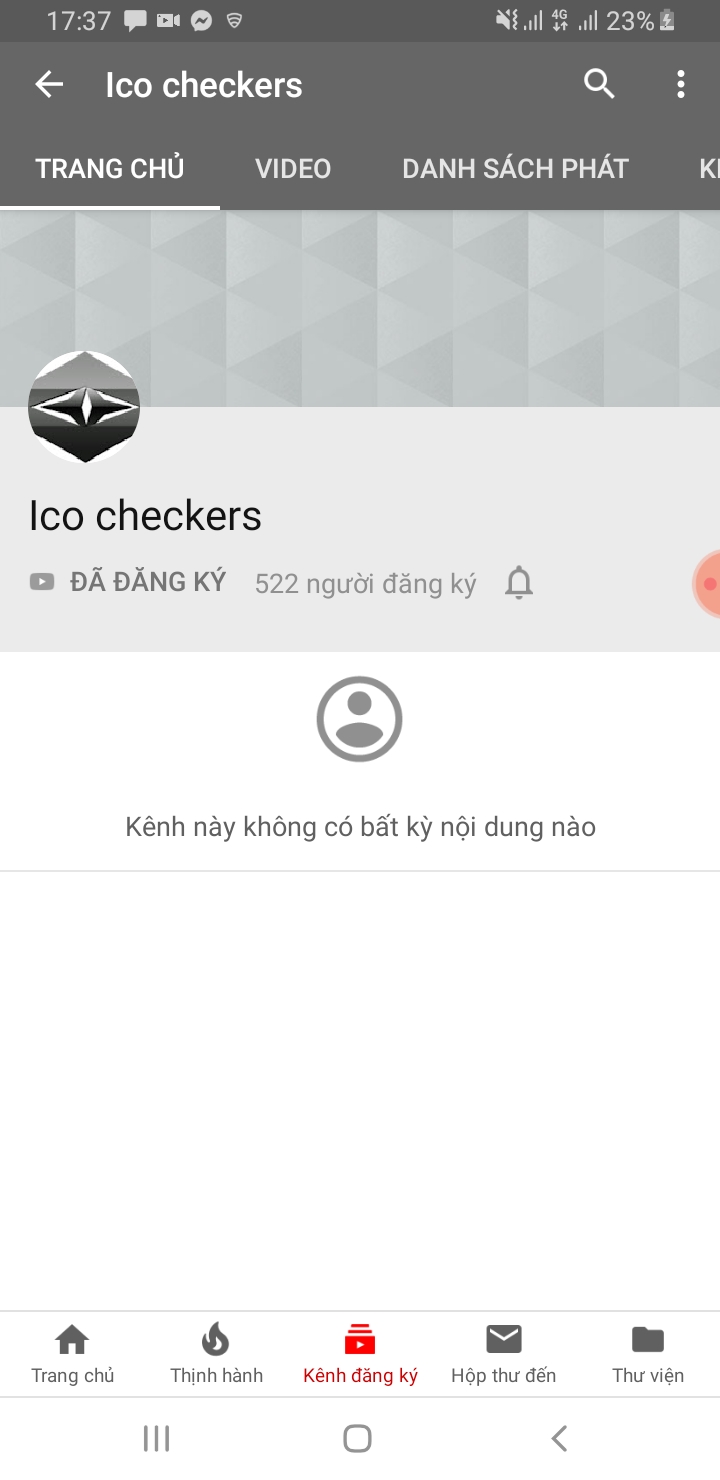 17:37 4G 23%
Ico checkers
TRANG CHỦ VIDEO DANH SÁCH PHÁT
Ico checkers
ĐÃ ĐĂNG KÝ 522 người đăng ký
Kênh này không có bất kỳ nội dung nào
Trang chủ Thịnh hành Kênh đăng ký Hộp thư đến Thư viện